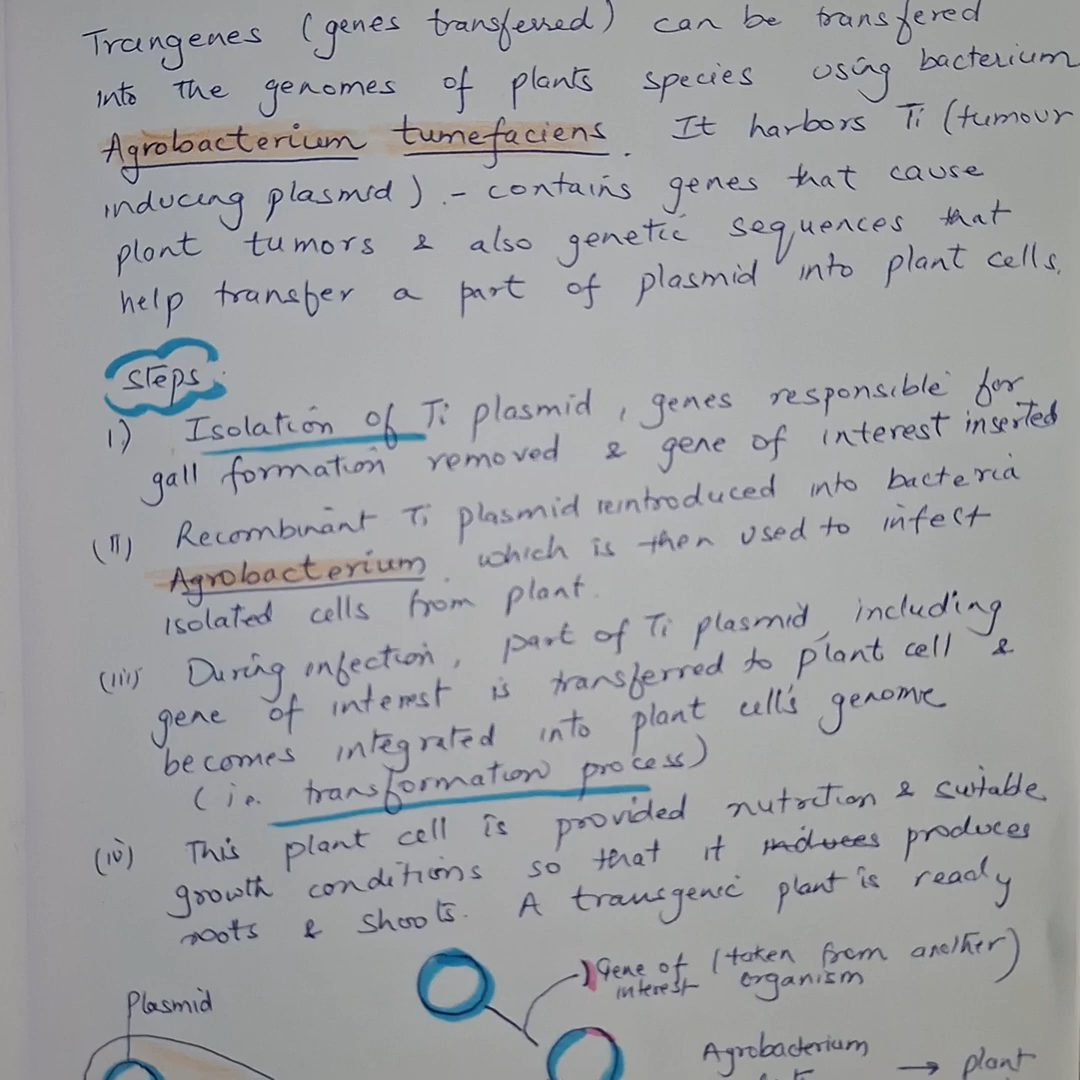 Trangenes (genes transferred) can be transfered
into the genomes of plants species using bacterium
Agrobacterium tumefaciens. It harbors Ti (tumour
inducing plasmid). - contains genes that cause
plant tumors & also genetic sequences that
help transfer a part of plasmid into plant cells.
Steps
i) Isolation of Ti plasmid, genes responsible for
gall formation removed & gene of interest inserted
(ii) Recombinant Ti plasmid reintroduced into bacteria
Agrobacterium. which is then used to infect
isolated cells from plant.
(iii) During infection, part of Ti plasmid, including
gene of interest is transferred to plant cell &
becomes integrated into plant cell's genome
(i.e. transformation process)
(iv) This plant cell is provided nutrition & suitable
growth conditions so that it induces produces
roots & shoots. A transgenic plant is ready
Gene of interest (taken from another organism)
Plasmid
Agrobacterium → plant